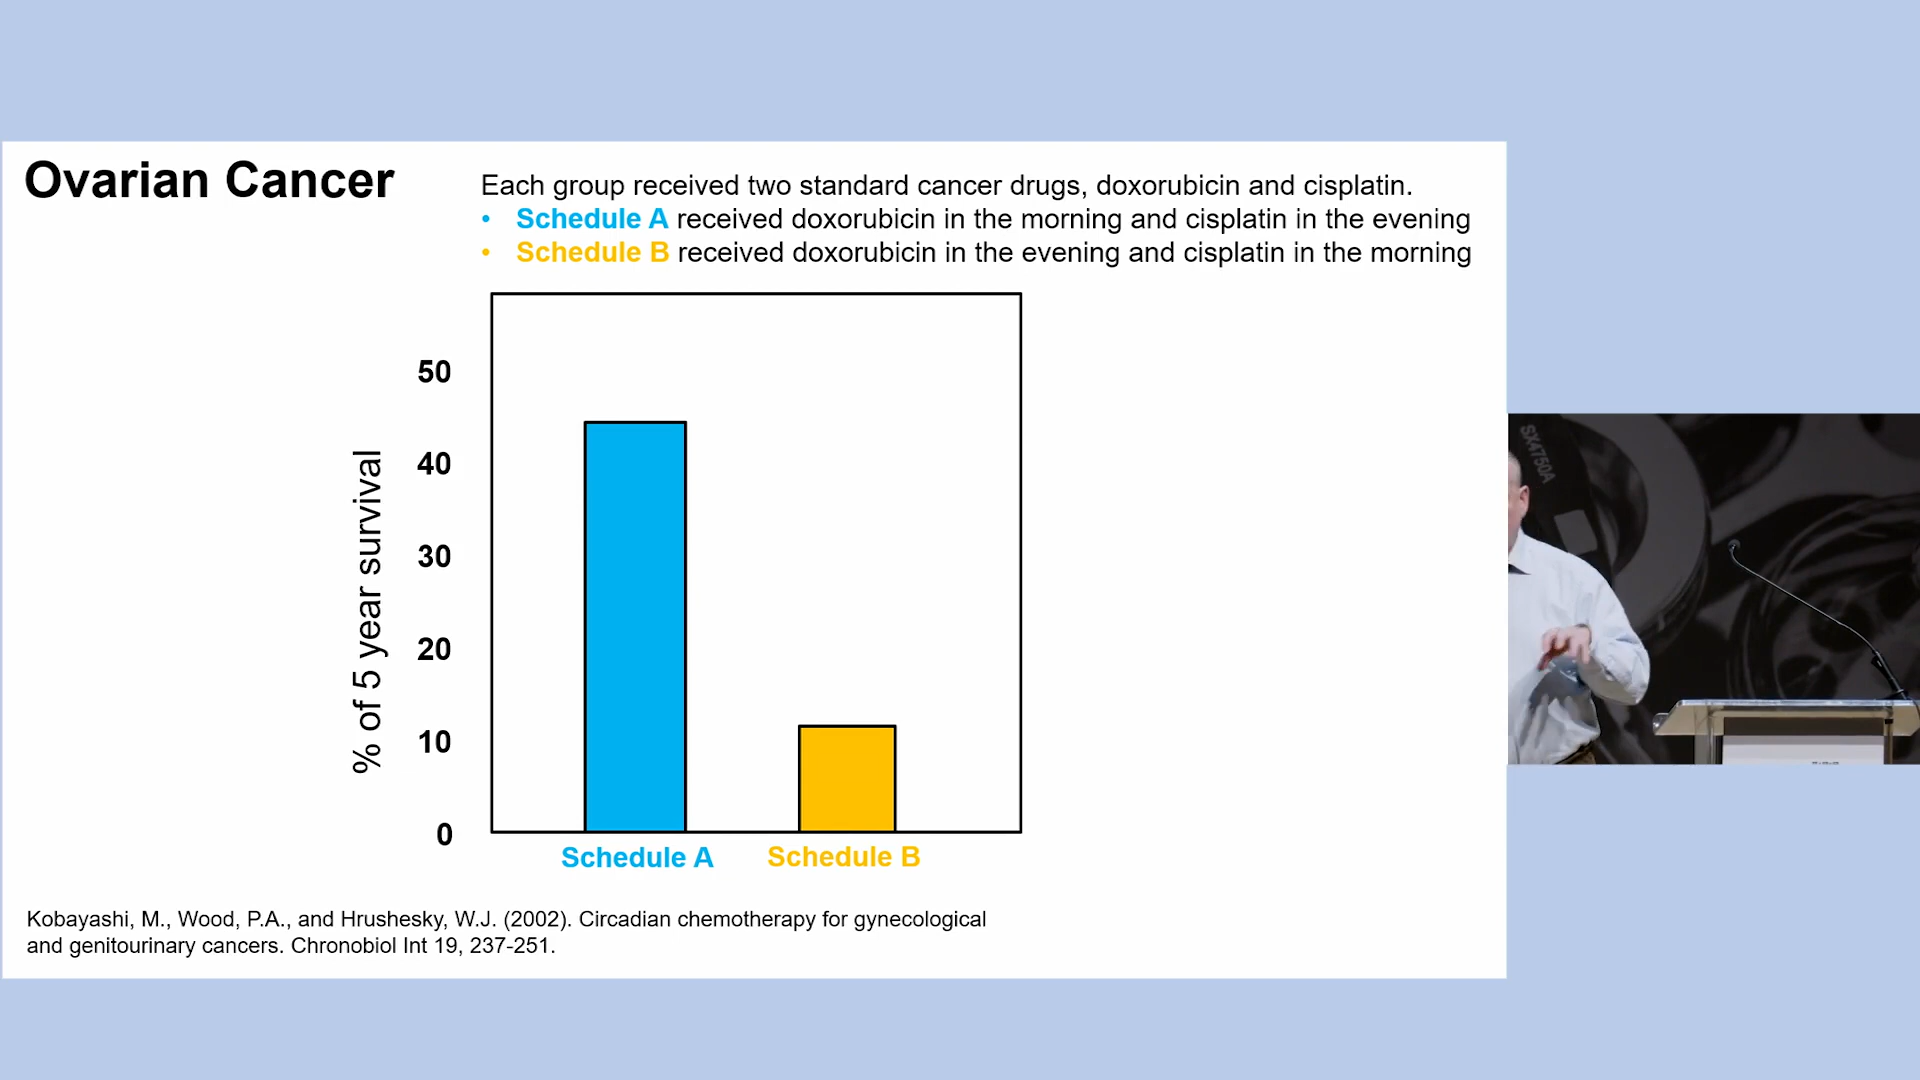 Ovarian Cancer
Each group received two standard cancer drugs, doxorubicin and cisplatin.
• Schedule A received doxorubicin in the morning and cisplatin in the evening
• Schedule B received doxorubicin in the evening and cisplatin in the morning
% of 5 year survival
50
40
30
20
10
0
Schedule A
Schedule B
Kobayashi, M., Wood, P.A., and Hrushesky, W.J. (2002). Circadian chemotherapy for gynecological
and genitourinary cancers. Chronobiol Int 19, 237-251.
SX4750A